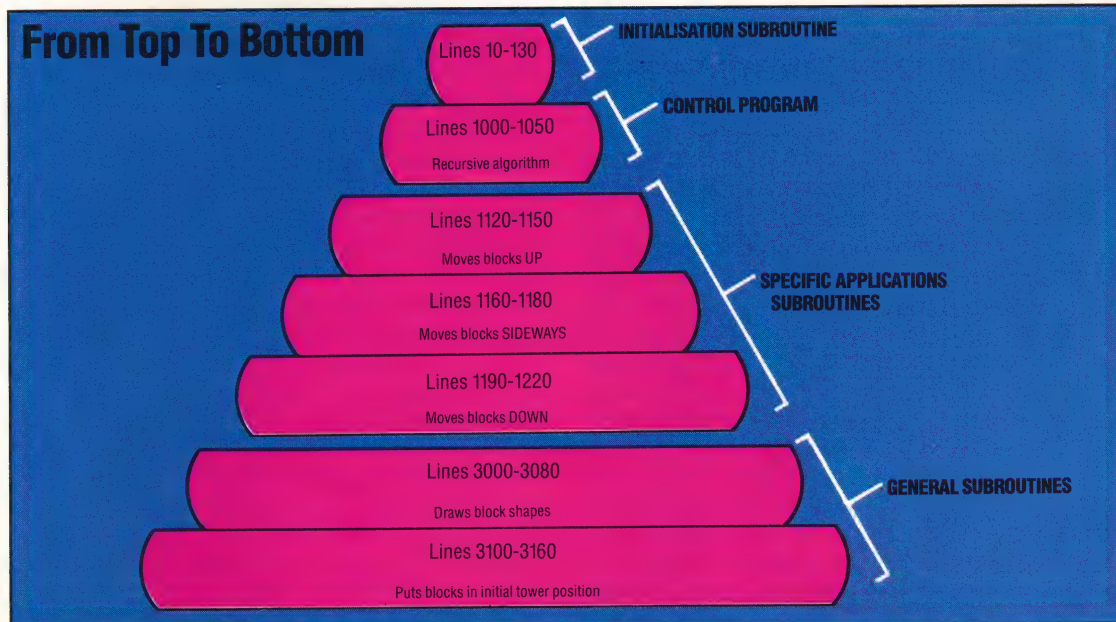 From Top To Bottom
Lines 10-130
INITIALISATION SUBROUTINE
Lines 1000-1050
Recursive algorithm
CONTROL PROGRAM
Lines 1120-1150
Moves blocks UP
Lines 1160-1180
Moves blocks SIDEWAYS
Lines 1190-1220
Moves blocks DOWN
SPECIFIC APPLICATIONS
SUBROUTINES
Lines 3000-3080
Draws block shapes
Lines 3100-3160
Puts blocks in initial tower position
GENERAL SUBROUTINES